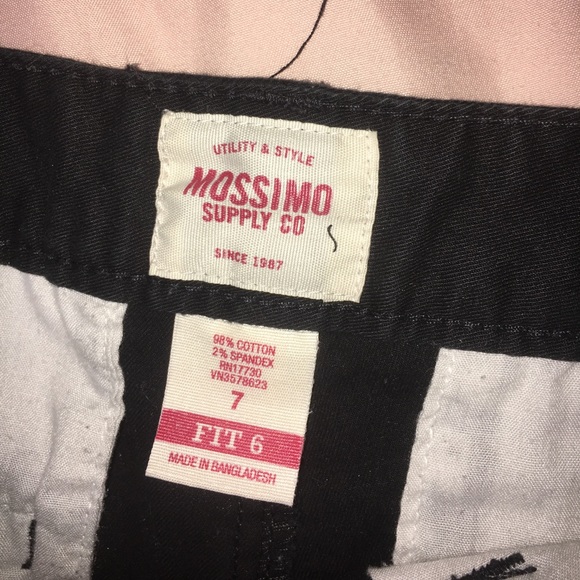 UTILITY & STYLE
MOSSIMO
SUPPLY CO
SINCE 1987
98% COTTON
2% SPANDEX
RN17730
VN3578623
7
FIT 6
MADE IN BANGLADESH